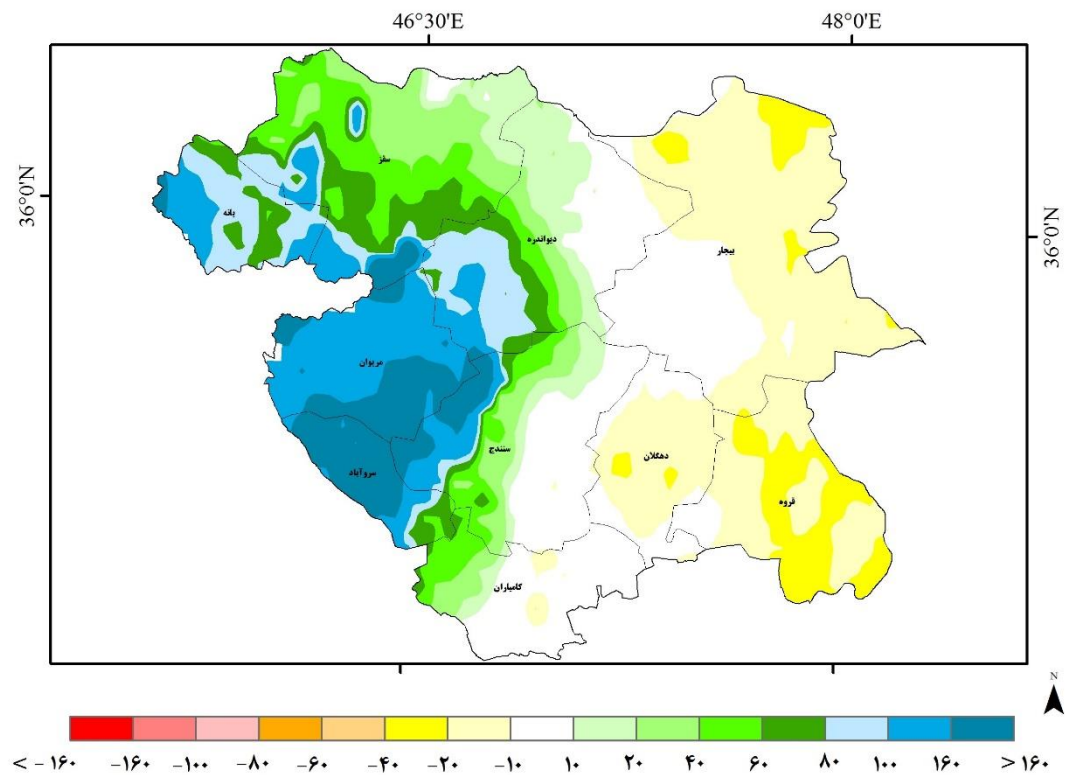 46°30'E 48°0'E
36°0'N
36°0'N
سقز
بانه
دیواندره
بیجار
مریوان
سنندج
دهگلان
سروآباد
قروه
کامیاران
N
< -۱۶۰ -۱۶۰ -۱۰۰ -۸۰ -۶۰ -۴۰ -۲۰ -۱۰ ۱۰ ۲۰ ۴۰ ۶۰ ۸۰ ۱۰۰ ۱۶۰ > ۱۶۰